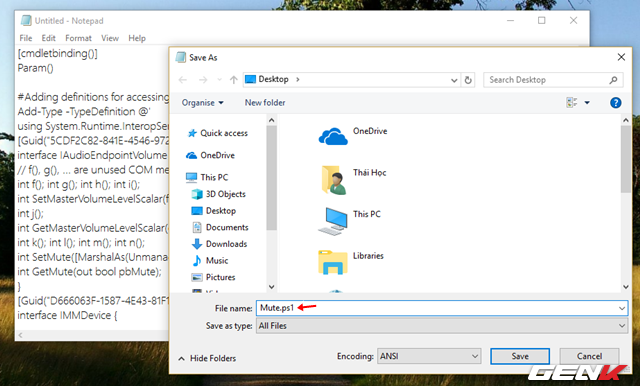 Untitled - Notepad
File Edit Format View Help
[cmdletbinding()]
Param()
#Adding definitions for accessing
Add-Type -TypeDefinition @'
using System.Runtime.InteropSer
[Guid("5CDF2C82-841E-4546-972
interface IAudioEndpointVolume
// f(), g(), ... are unused COM me
int f(); int g(); int h(); int i();
int SetMasterVolumeLevelScalar(f
int j();
int GetMasterVolumeLevelScalar(
int k(); int l(); int m(); int n();
int SetMute([MarshalAs(Unmana
int GetMute(out bool pbMute);
}
[Guid("D666063F-1587-4E43-81F1
interface IMMDevice {
Save As
Desktop
Search Desktop
Organise
New folder
Quick access
OneDrive
This PC
3D Objects
Desktop
Documents
Downloads
Music
Pictures
OneDrive
Thái Học
This PC
Libraries
File name: Mute.ps1
Save as type: All Files
Hide Folders
Encoding: ANSI
Save
Cancel
GENK